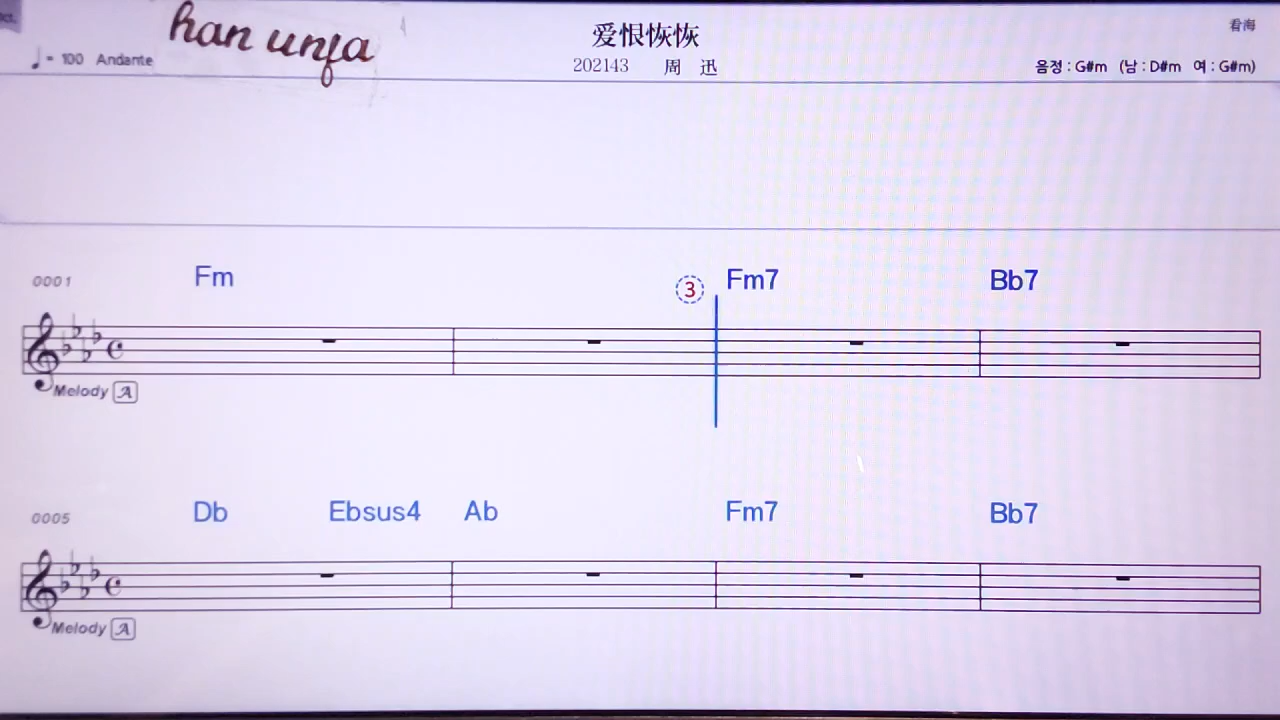 han unfa
爱恨恢恢
看海
♩= 100 Andante
202143 周 迅
음정 : G#m (남 : D#m 여 : G#m)
0001 Fm ③ Fm7 Bb7
Melody A
0005 Db Ebsus4 Ab Fm7 Bb7
Melody A